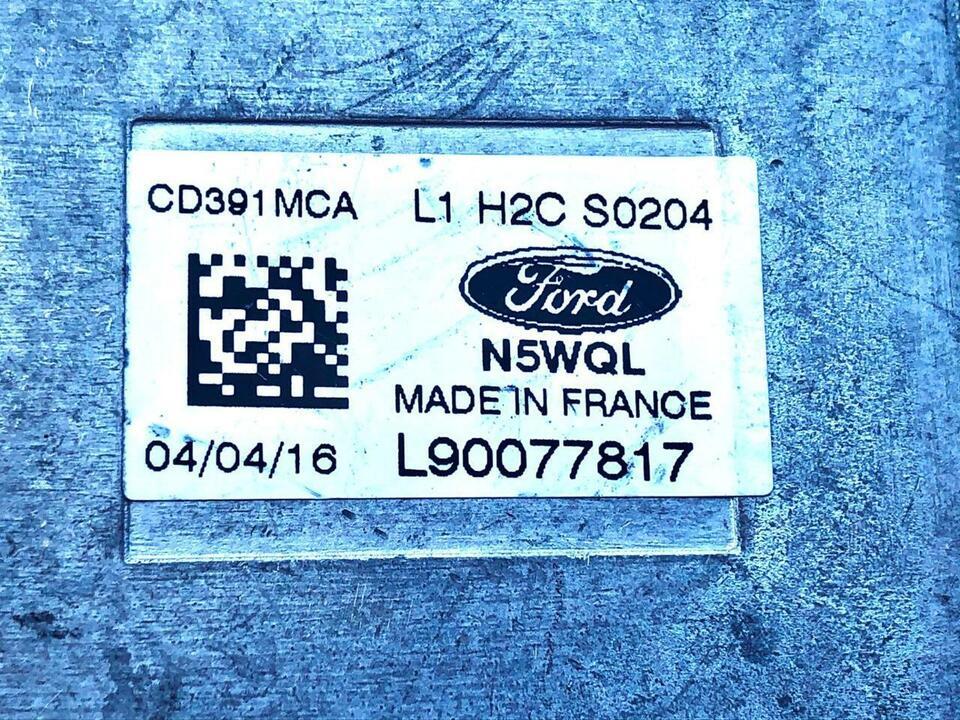 CD391MCA L1 H2C S0204
Ford
N5WQL
MADE IN FRANCE
04/04/16 L90077817